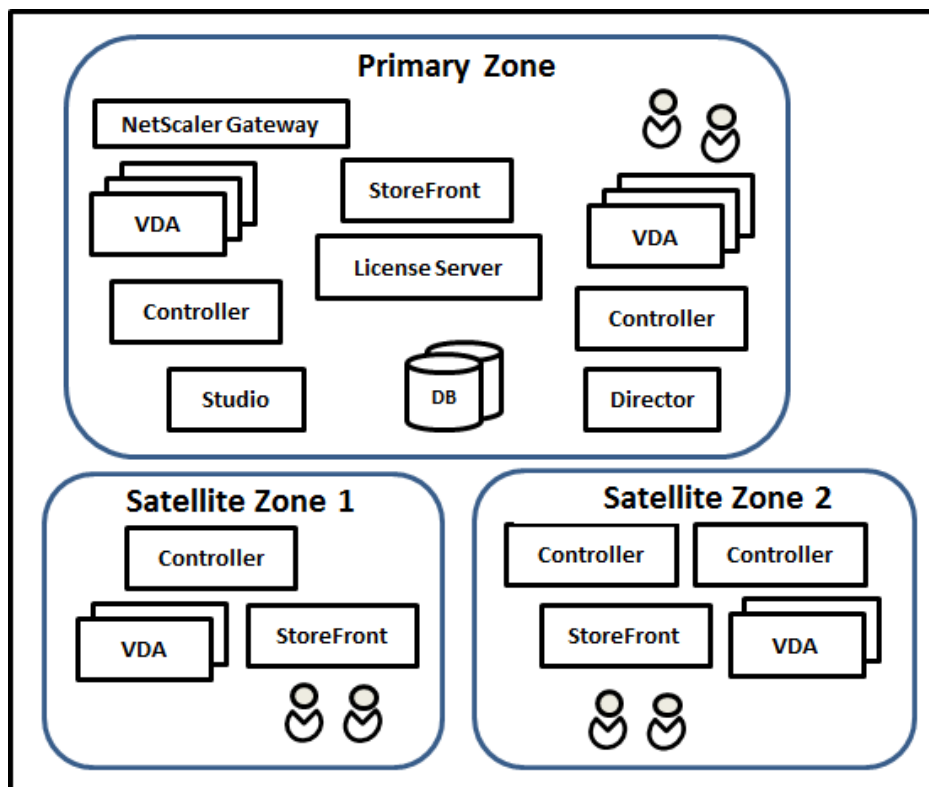 Primary Zone
NetScaler Gateway
StoreFront
VDA
VDA
License Server
Controller
Controller
Studio
DB
Director
Satellite Zone 1
Controller
VDA
StoreFront
Satellite Zone 2
Controller
Controller
StoreFront
VDA